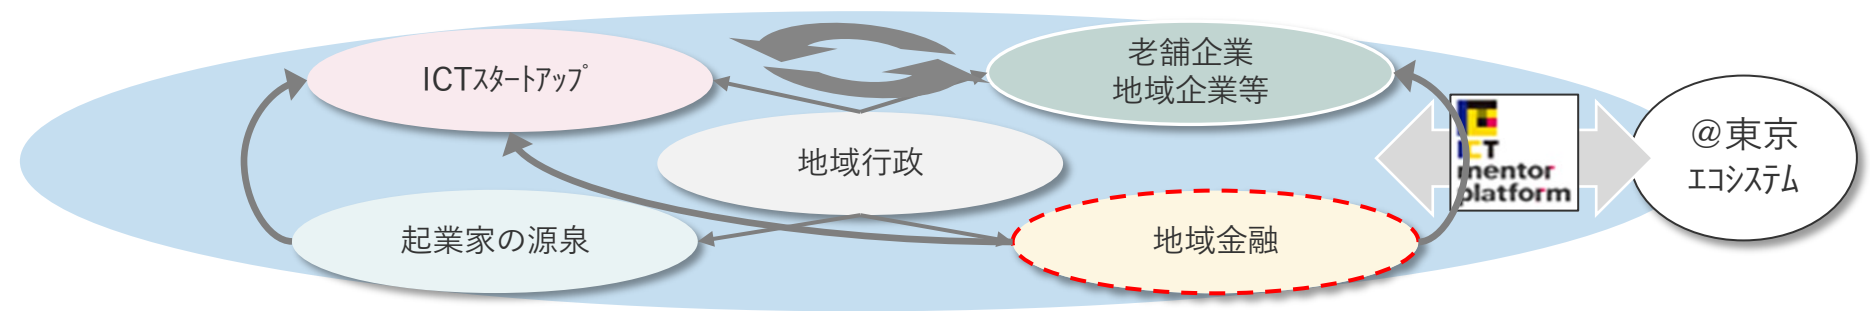 ICTｽﾀｰﾄｱｯﾌﾟ
老舗企業
地域企業等
地域行政
起業家の源泉
地域金融
ICT
mentor
platform
＠東京
ｴｺｼｽﾃﾑ